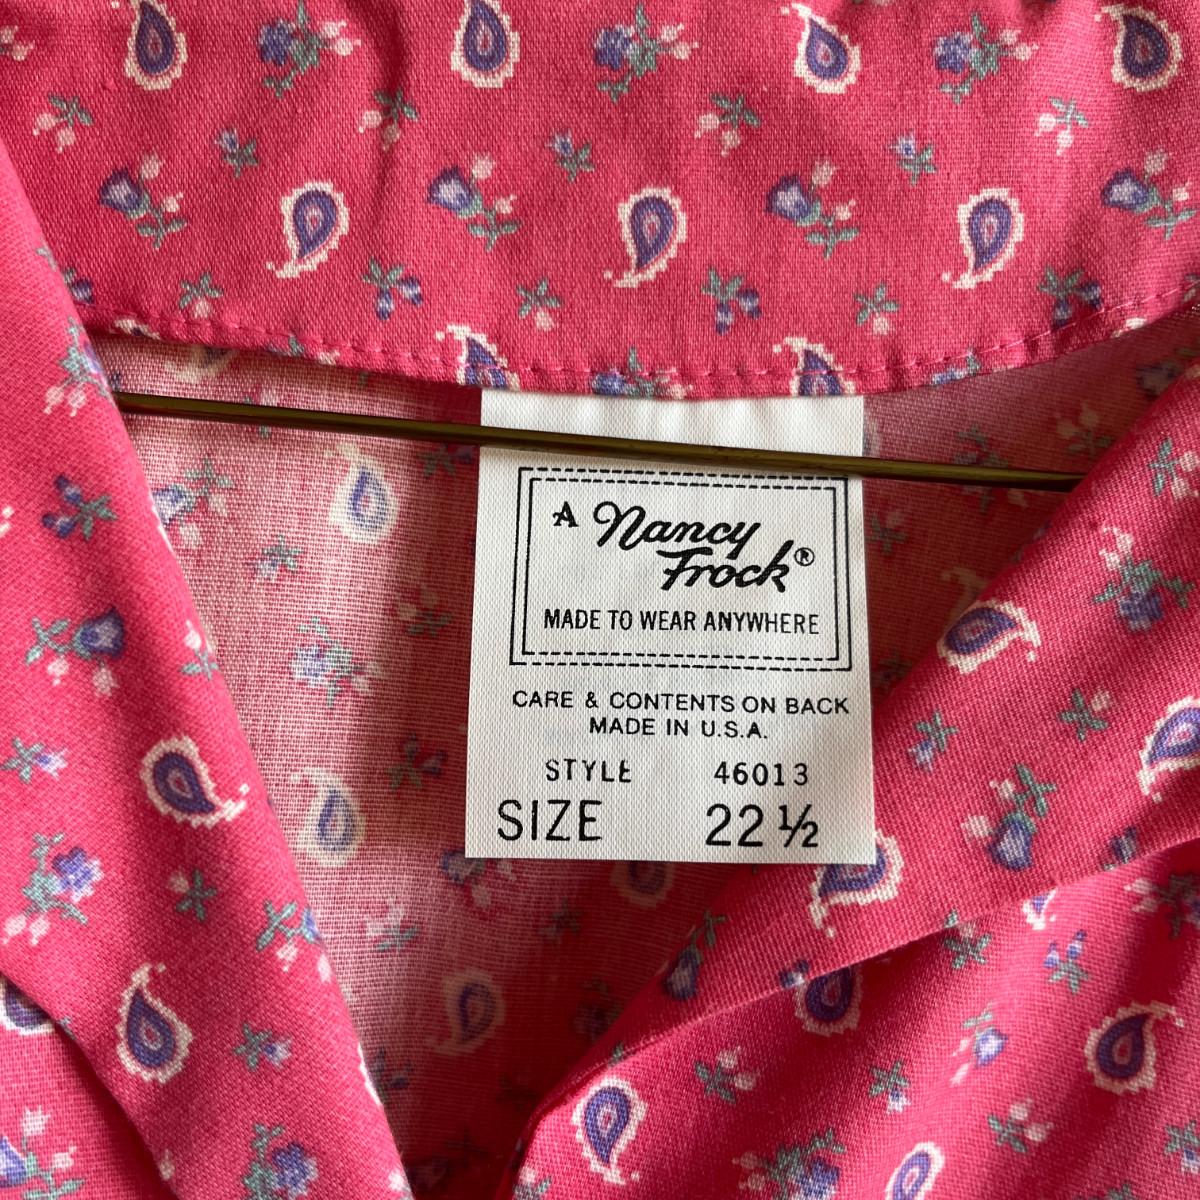 A Nancy
Frock®
MADE TO WEAR ANYWHERE
CARE & CONTENTS ON BACK
MADE IN U.S.A.
STYLE 46013
SIZE 22 ½